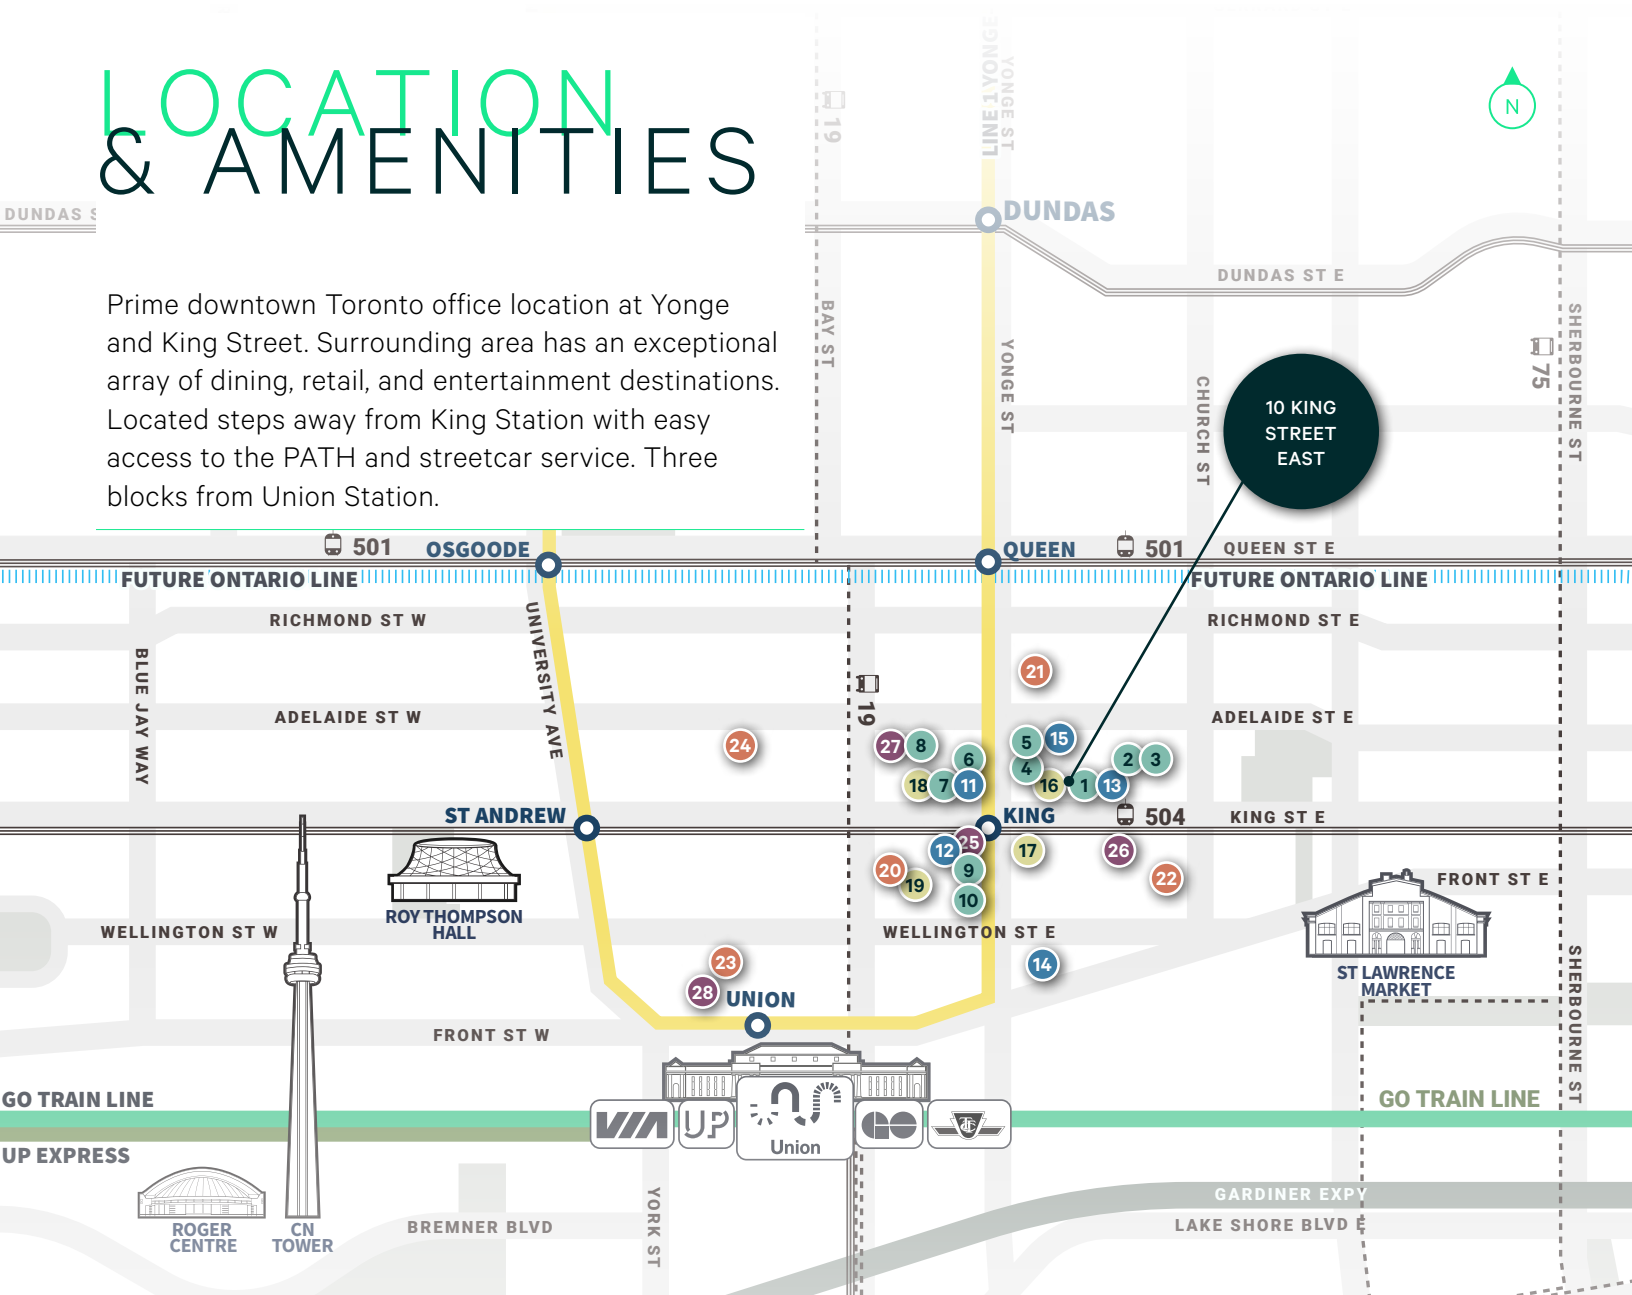 LOCATION
& AMENITIES
N
LINE 1 YONGE
YONGE ST
19
DUNDAS
DUNDAS ST E
Prime downtown Toronto office location at Yonge
and King Street. Surrounding area has an exceptional
array of dining, retail, and entertainment destinations.
Located steps away from King Station with easy
access to the PATH and streetcar service. Three
blocks from Union Station.
DUNDAS S
BAY ST
YONGE ST
CHURCH ST
75
SHERBOURNE ST
10 KING
STREET
EAST
501
OSGOODE
QUEEN
501
QUEEN ST E
FUTURE ONTARIO LINE
FUTURE ONTARIO LINE
RICHMOND ST W
RICHMOND ST E
BLUE JAY WAY
UNIVERSITY AVE
19
21
ADELAIDE ST W
ADELAIDE ST E
24
27
8
6
5
15
2
3
4
18
7
11
16
1
13
ST ANDREW
KING
504
KING ST E
12
25
17
26
20
19
9
22
10
ROY THOMPSON
HALL
FRONT ST E
WELLINGTON ST W
WELLINGTON ST E
23
14
28
UNION
ST LAWRENCE
MARKET
SHERBOURNE ST
FRONT ST W
GO TRAIN LINE
GO TRAIN LINE
VIA
UP
Union
GO
TTC
UP EXPRESS
ROGER
CENTRE
CN
TOWER
BREMNER BLVD
YORK ST
GARDINER EXPY
LAKE SHORE BLVD E